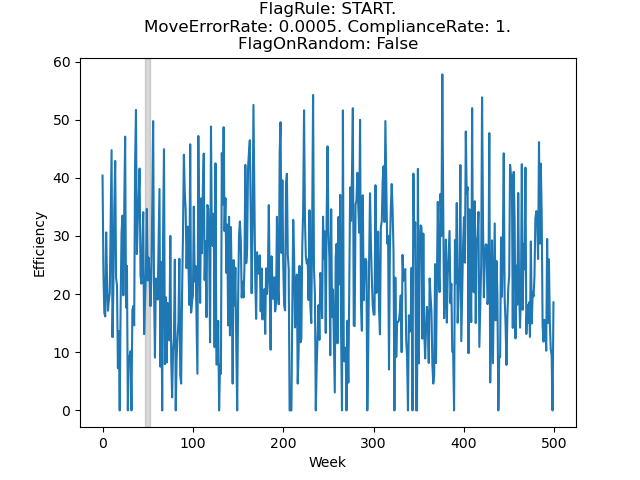 FlagRule: START.
MoveErrorRate: 0.0005. ComplianceRate: 1.
FlagOnRandom: False
60
50
40
30
20
10
0
Efficiency
0 100 200 300 400 500
Week